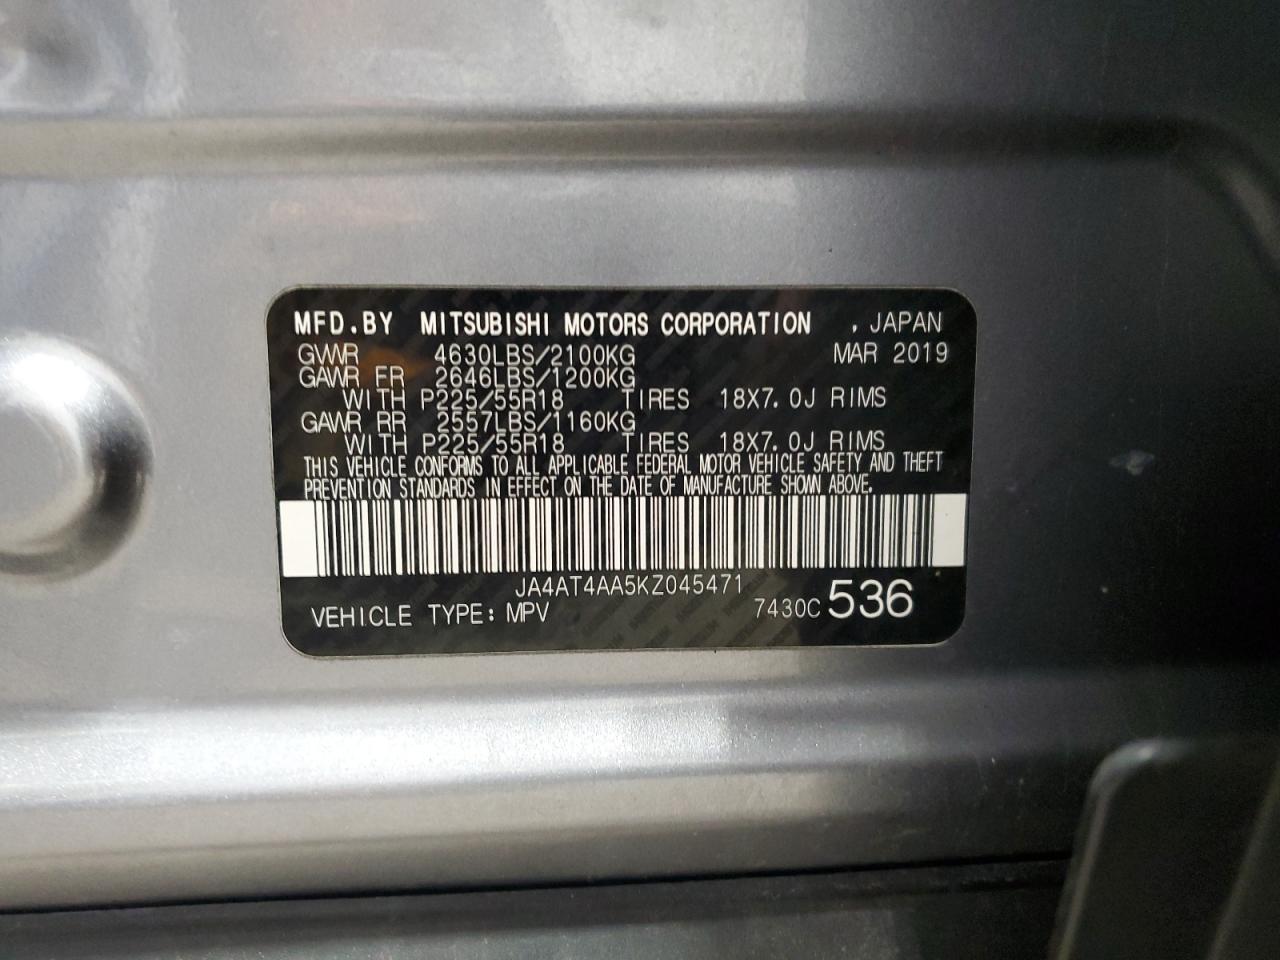 MFD.BY MITSUBISHI MOTORS CORPORATION , JAPAN
GVWR 4630LBS/2100KG MAR 2019
GAWR FR 2646LBS/1200KG
WITH P225/55R18 TIRES 18X7.0J RIMS
GAWR RR 2557LBS/1160KG
WITH P225/55R18 TIRES 18X7.0J RIMS
THIS VEHICLE CONFORMS TO ALL APPLICABLE FEDERAL MOTOR VEHICLE SAFETY AND THEFT
PREVENTION STANDARDS IN EFFECT ON THE DATE OF MANUFACTURE SHOWN ABOVE.
JA4AT4AA5KZ045471
VEHICLE TYPE: MPV 7430C 536